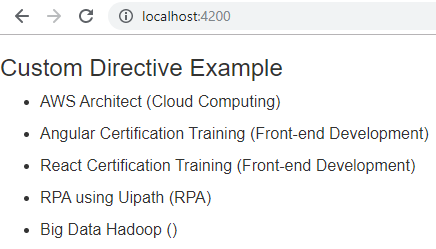 localhost:4200
Custom Directive Example
• AWS Architect (Cloud Computing)
• Angular Certification Training (Front-end Development)
• React Certification Training (Front-end Development)
• RPA using Uipath (RPA)
• Big Data Hadoop ()